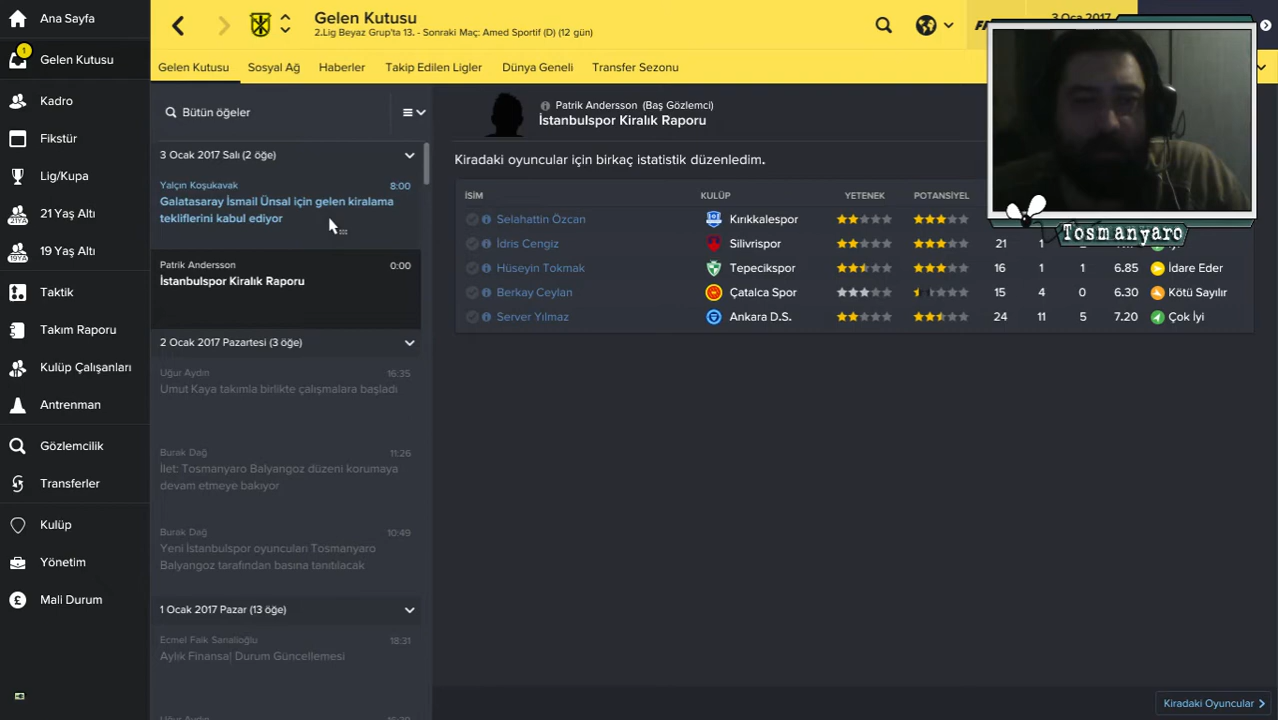 Ana Sayfa
1
Gelen Kutusu
Kadro
Fikstür
Lig/Kupa
21 Yaş Altı
19 Yaş Altı
Taktik
Takım Raporu
Kulüp Çalışanları
Antrenman
Gözlemcilik
Transferler
Kulüp
Yönetim
Mali Durum
Gelen Kutusu
2.Lig Beyaz Grup'ta 13. - Sonraki Maç: Amed Sportif (D) (12 gün)
3 Oca 2017
Gelen Kutusu Sosyal Ağ Haberler Takip Edilen Ligler Dünya Geneli Transfer Sezonu
Bütün öğeler
3 Ocak 2017 Salı (2 öğe)
Yalçın Koşukavak 8:00
Galatasaray İsmail Ünsal için gelen kiralama
tekliflerini kabul ediyor
Patrik Andersson 0:00
İstanbulspor Kiralık Raporu
2 Ocak 2017 Pazartesi (3 öğe)
Uğur Aydın 16:35
Umut Kaya takımla birlikte çalışmalara başladı
Burak Dağ 11:26
İlet: Tosmanyaro Balyangoz düzeni korumaya
devam etmeye bakıyor
Burak Dağ 10:49
Yeni İstanbulspor oyuncuları Tosmanyaro
Balyangoz tarafından basına tanıtılacak
1 Ocak 2017 Pazar (13 öğe)
Ecmel Faik Sarıalioğlu 18:31
Aylık Finansal Durum Güncellemesi
Patrik Andersson (Baş Gözlemci)
İstanbulspor Kiralık Raporu
Kiradaki oyuncular için birkaç istatistik düzenledim.
İSİM KULÜP YETENEK POTANSİYEL
Selahattin Özcan Kırıkkalespor
İdris Cengiz Silivrispor 21 1
Hüseyin Tokmak Tepecikspor 16 1 1 6.85 İdare Eder
Berkay Ceylan Çatalca Spor 15 4 0 6.30 Kötü Sayılır
Server Yılmaz Ankara D.S. 24 11 5 7.20 Çok İyi
Tosmanyaro
Kiradaki Oyuncular